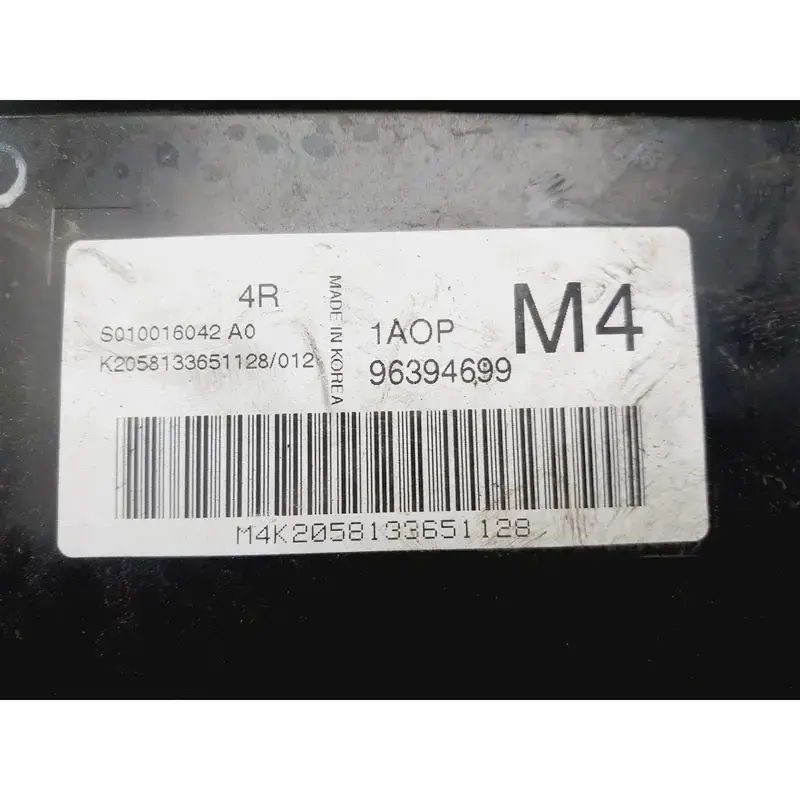 4R
S010016042 A0
K2058133651128/012
MADE IN KOREA
1AOP
96394699
M4
M4K2058133651128